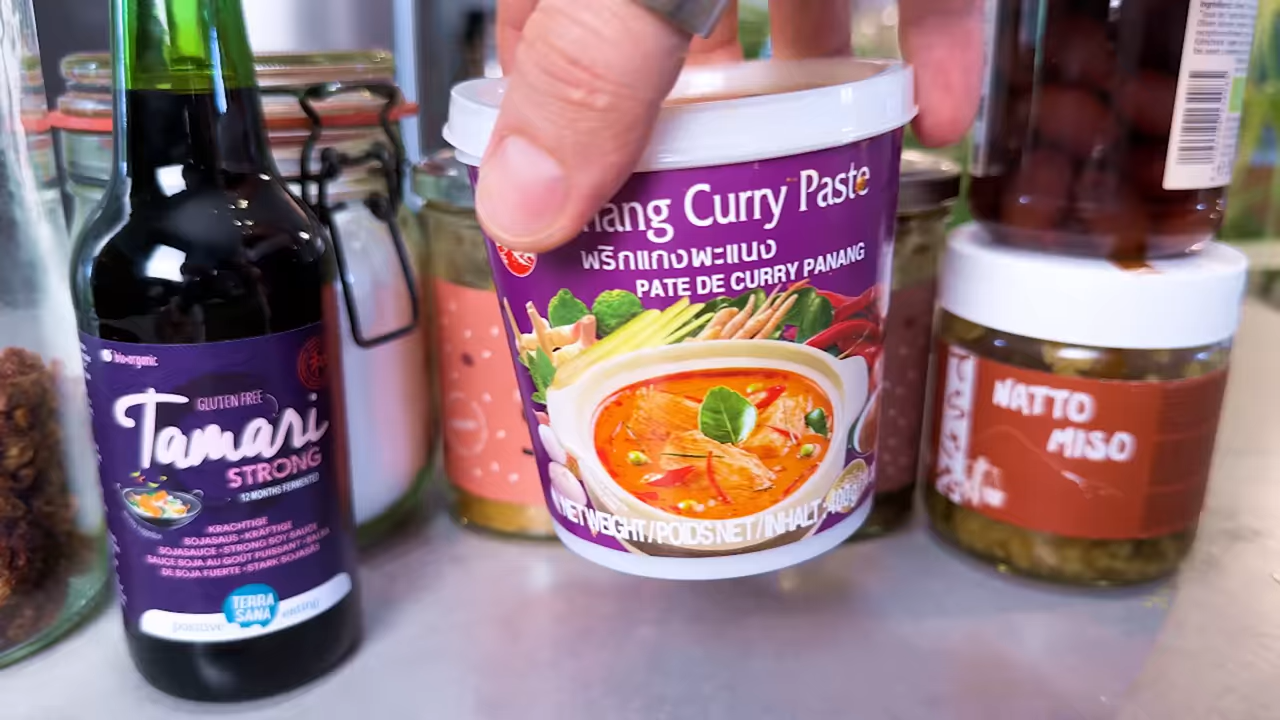 bio-organic
GLUTEN FREE
Tamari
STRONG
12 MONTHS FERMENTED
KRACHTIGE
SOJASAUS • KRÄFTIGE
SOJASAUCE • STRONG SOY SAUCE
SAUCE SOJA AU GOÛT PUISSANT • SALSA
DE SOJA FUERTE • STARK SOJASÅS
TERRA
SANA
positive eating
Curry Paste
พริกแกงพะแนง
PATE DE CURRY PANANG
NET WEIGHT/POIDS NET/INHALT :
NATTO
MISO